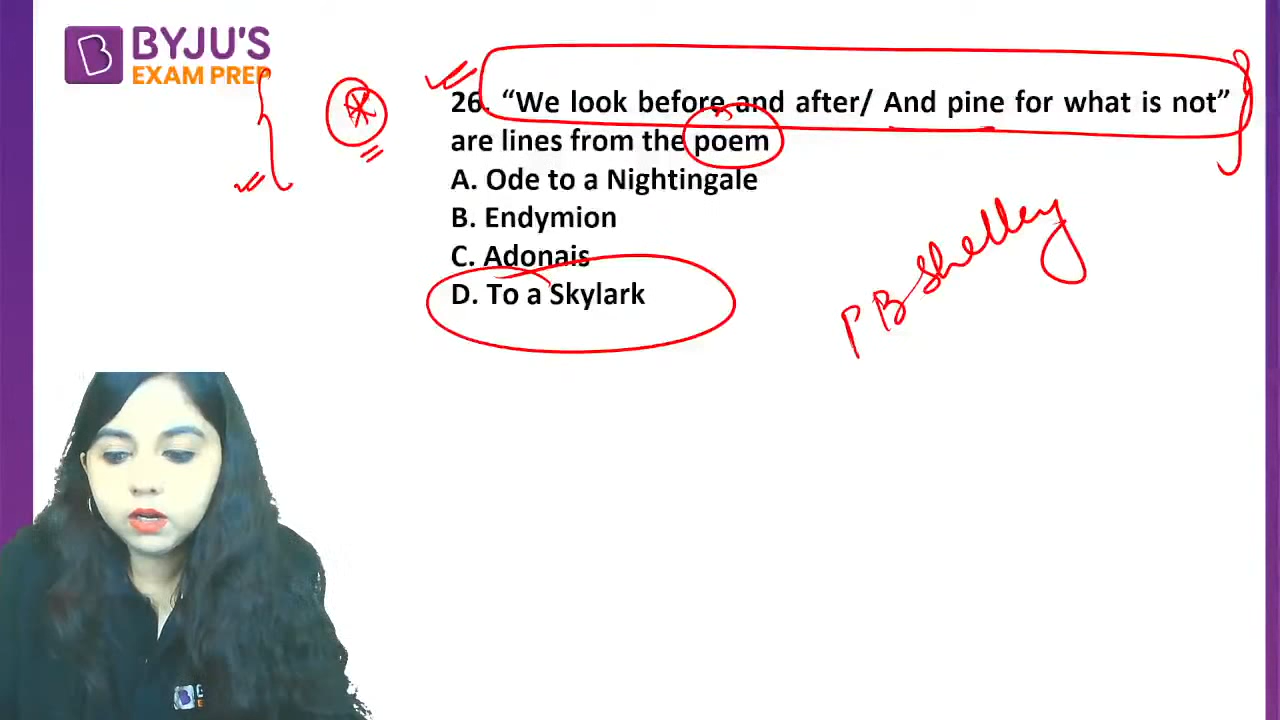 BYJU'S
EXAM PREP
26. “We look before and after/ And pine for what is not”
are lines from the poem
A. Ode to a Nightingale
B. Endymion
C. Adonais
D. To a Skylark
P B Shelley